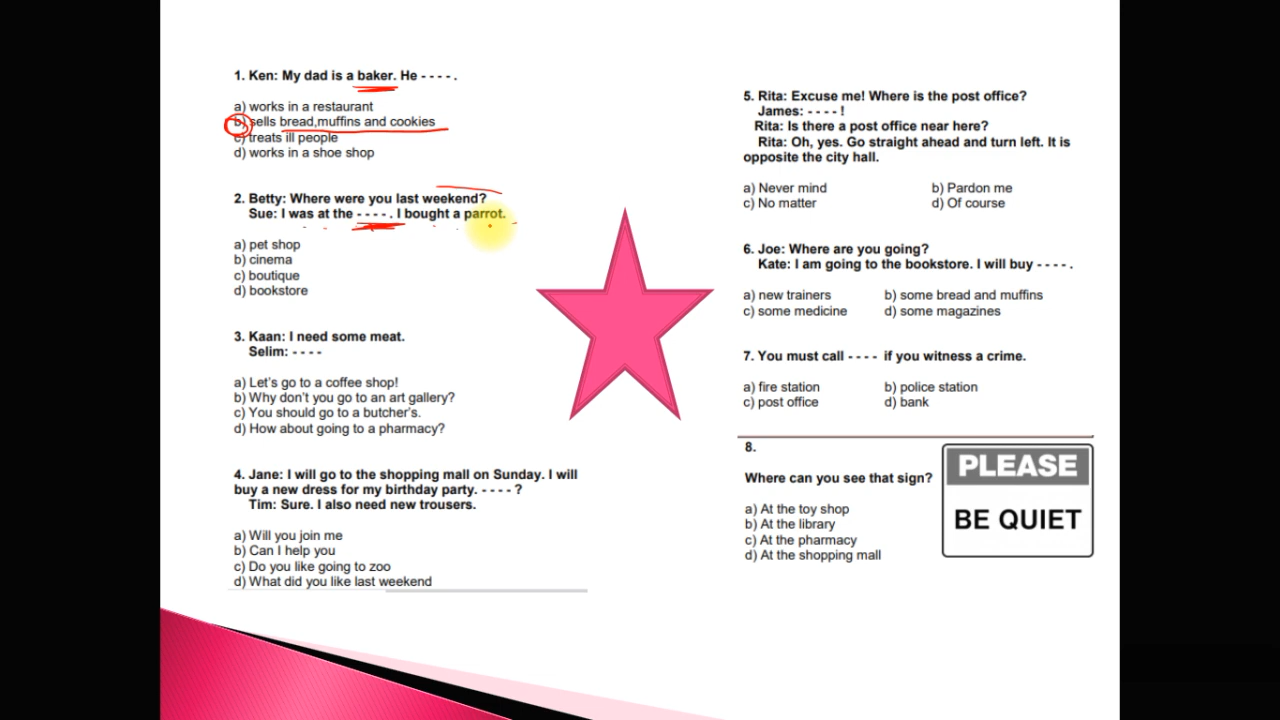 1. Ken: My dad is a baker. He - - - - .
a) works in a restaurant
b) sells bread,muffins and cookies
c) treats ill people
d) works in a shoe shop
2. Betty: Where were you last weekend?
Sue: I was at the - - - - . I bought a parrot.
a) pet shop
b) cinema
c) boutique
d) bookstore
3. Kaan: I need some meat.
Selim: - - - -
a) Let's go to a coffee shop!
b) Why don't you go to an art gallery?
c) You should go to a butcher's.
d) How about going to a pharmacy?
4. Jane: I will go to the shopping mall on Sunday. I will
buy a new dress for my birthday party. - - - - ?
Tim: Sure. I also need new trousers.
a) Will you join me
b) Can I help you
c) Do you like going to zoo
d) What did you like last weekend
5. Rita: Excuse me! Where is the post office?
James: - - - - !
Rita: Is there a post office near here?
Rita: Oh, yes. Go straight ahead and turn left. It is
opposite the city hall.
a) Never mind b) Pardon me
c) No matter d) Of course
6. Joe: Where are you going?
Kate: I am going to the bookstore. I will buy - - - - .
a) new trainers b) some bread and muffins
c) some medicine d) some magazines
7. You must call - - - - if you witness a crime.
a) fire station b) police station
c) post office d) bank
8.
Where can you see that sign?
a) At the toy shop
b) At the library
c) At the pharmacy
d) At the shopping mall
PLEASE
BE QUIET